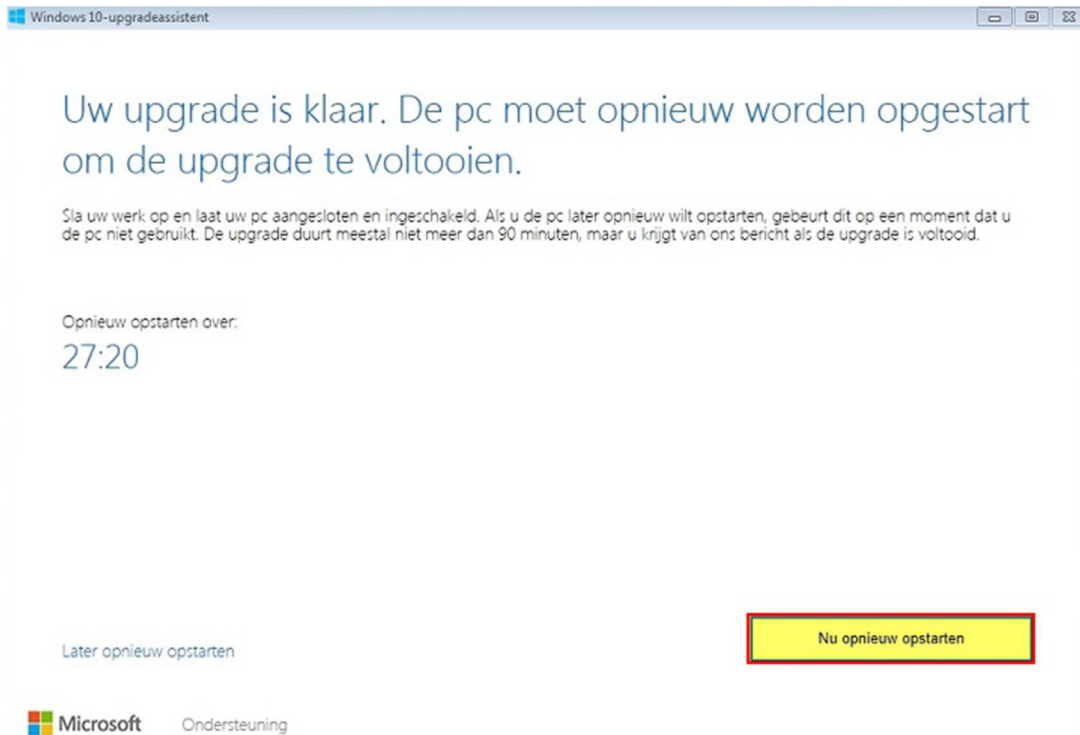 Windows 10-upgradeassistent
Uw upgrade is klaar. De pc moet opnieuw worden opgestart
om de upgrade te voltooien.
Sla uw werk op en laat uw pc aangesloten en ingeschakeld. Als u de pc later opnieuw wilt opstarten, gebeurt dit op een moment dat u
de pc niet gebruikt. De upgrade duurt meestal niet meer dan 90 minuten, maar u krijgt van ons bericht als de upgrade is voltooid.
Opnieuw opstarten over:
27:20
Nu opnieuw opstarten
Later opnieuw opstarten
Microsoft Ondersteuning